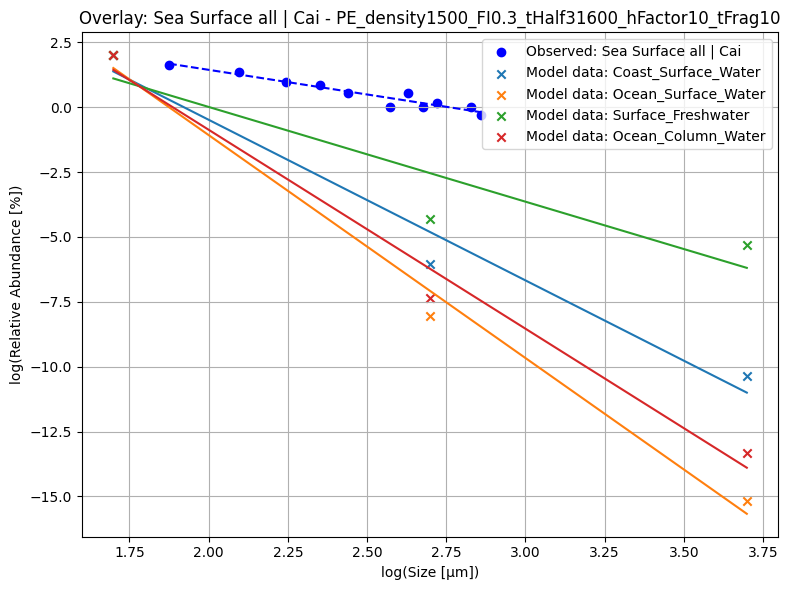 Overlay: Sea Surface all | Cai - PE_density1500_FI0.3_tHalf31600_hFactor10_tFrag10
Observed: Sea Surface all | Cai
Model data: Coast_Surface_Water
Model data: Ocean_Surface_Water
Model data: Surface_Freshwater
Model data: Ocean_Column_Water
log(Relative Abundance [%])
2.5
0.0
−2.5
−5.0
−7.5
−10.0
−12.5
−15.0
1.75 2.00 2.25 2.50 2.75 3.00 3.25 3.50 3.75
log(Size [µm])